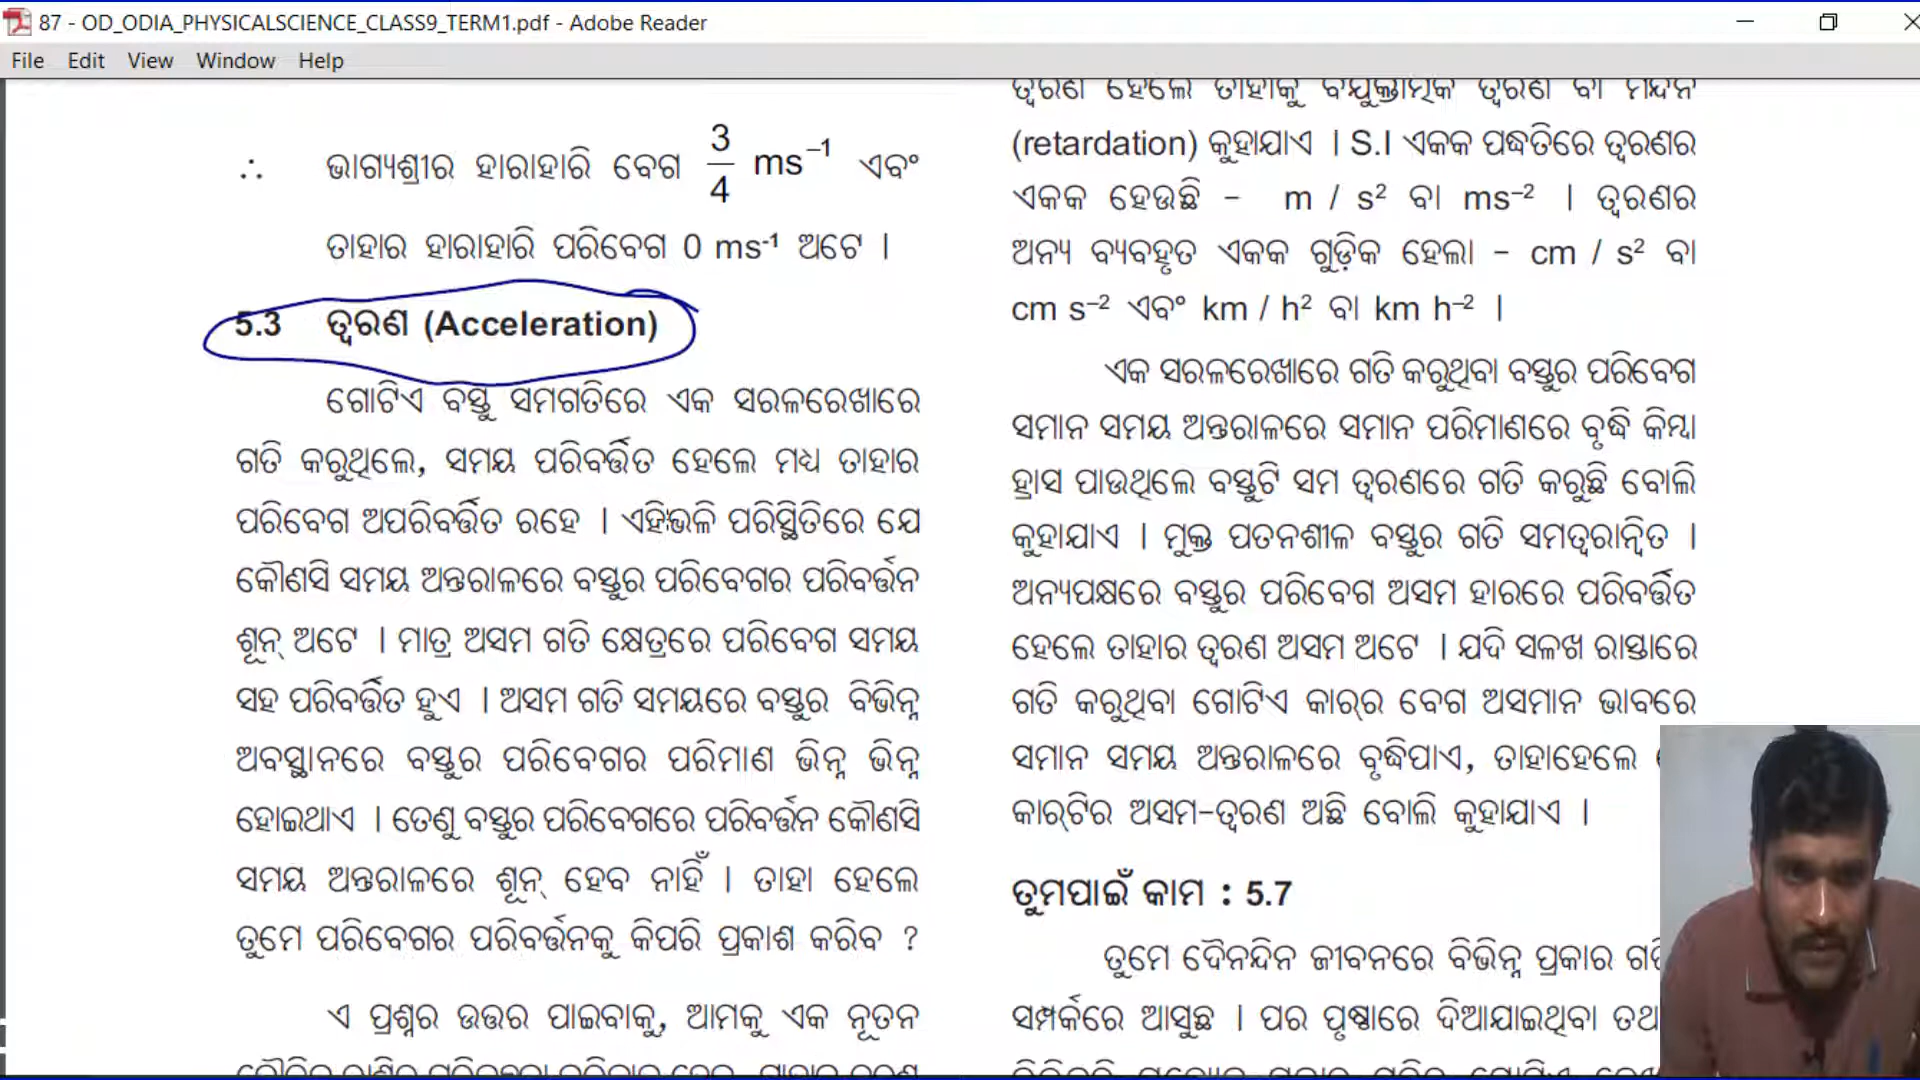 87 - OD_ODIA_PHYSICALSCIENCE_CLASS9_TERM1.pdf - Adobe Reader
File Edit View Window Help
∴ ଭାଗ୍ୟଶ୍ରୀର ହାରାହାରି ବେଗ 3/4 ms⁻¹ ଏବଂ
ତାହାର ହାରାହାରି ପରିବେଗ 0 ms⁻¹ ଅଟେ ।
5.3 ତ୍ୱରଣ (Acceleration)
ଗୋଟିଏ ବସ୍ତୁ ସମଗତିରେ ଏକ ସରଳରେଖାରେ
ଗତି କରୁଥିଲେ, ସମୟ ପରିବର୍ତ୍ତିତ ହେଲେ ମଧ୍ୟ ତାହାର
ପରିବେଗ ଅପରିବର୍ତ୍ତିତ ରହେ । ଏହିଭଳି ପରିସ୍ଥିତିରେ ଯେ
କୌଣସି ସମୟ ଅନ୍ତରାଳରେ ବସ୍ତୁର ପରିବେଗର ପରିବର୍ତ୍ତନ
ଶୂନ୍ ଅଟେ । ମାତ୍ର ଅସମ ଗତି କ୍ଷେତ୍ରରେ ପରିବେଗ ସମୟ
ସହ ପରିବର୍ତ୍ତିତ ହୁଏ । ଅସମ ଗତି ସମୟରେ ବସ୍ତୁର ବିଭିନ୍ନ
ଅବସ୍ଥାନରେ ବସ୍ତୁର ପରିବେଗର ପରିମାଣ ଭିନ୍ନ ଭିନ୍ନ
ହୋଇଥାଏ । ତେଣୁ ବସ୍ତୁର ପରିବେଗରେ ପରିବର୍ତ୍ତନ କୌଣସି
ସମୟ ଅନ୍ତରାଳରେ ଶୂନ୍ ହେବ ନାହିଁ । ତାହା ହେଲେ
ତୁମେ ପରିବେଗର ପରିବର୍ତ୍ତନକୁ କିପରି ପ୍ରକାଶ କରିବ ?
ଏ ପ୍ରଶ୍ନର ଉତ୍ତର ପାଇବାକୁ, ଆମକୁ ଏକ ନୂତନ
ତ୍ୱରଣ ହେଲେ ତାହାକୁ ବିଯୁକ୍ତାତ୍ମକ ତ୍ୱରଣ ବା ମନ୍ଦନ
(retardation) କୁହାଯାଏ । S.I ଏକକ ପଦ୍ଧତିରେ ତ୍ୱରଣର
ଏକକ ହେଉଛି - m / s² ବା ms⁻² । ତ୍ୱରଣର
ଅନ୍ୟ ବ୍ୟବହୃତ ଏକକ ଗୁଡ଼ିକ ହେଲା - cm / s² ବା
cm s⁻² ଏବଂ km / h² ବା km h⁻² ।
ଏକ ସରଳରେଖାରେ ଗତି କରୁଥିବା ବସ୍ତୁର ପରିବେଗ
ସମାନ ସମୟ ଅନ୍ତରାଳରେ ସମାନ ପରିମାଣରେ ବୃଦ୍ଧି କିମ୍ବା
ହ୍ରାସ ପାଉଥିଲେ ବସ୍ତୁଟି ସମ ତ୍ୱରଣରେ ଗତି କରୁଛି ବୋଲି
କୁହାଯାଏ । ମୁକ୍ତ ପତନଶୀଳ ବସ୍ତୁର ଗତି ସମତ୍ୱରାନ୍ୱିତ ।
ଅନ୍ୟପକ୍ଷରେ ବସ୍ତୁର ପରିବେଗ ଅସମ ହାରରେ ପରିବର୍ତ୍ତିତ
ହେଲେ ତାହାର ତ୍ୱରଣ ଅସମ ଅଟେ । ଯଦି ସଳଖ ରାସ୍ତାରେ
ଗତି କରୁଥିବା ଗୋଟିଏ କାର୍‌ର ବେଗ ଅସମାନ ଭାବରେ
ସମାନ ସମୟ ଅନ୍ତରାଳରେ ବୃଦ୍ଧିପାଏ, ତାହାହେଲେ
କାର୍‌ଟିର ଅସମ-ତ୍ୱରଣ ଅଛି ବୋଲି କୁହାଯାଏ ।
ତୁମପାଇଁ କାମ : 5.7
ତୁମେ ଦୈନନ୍ଦିନ ଜୀବନରେ ବିଭିନ୍ନ ପ୍ରକାର
ସମ୍ପର୍କରେ ଆସୁଛ । ପର ପୃଷ୍ଠାରେ ଦିଆଯାଇଥିବା